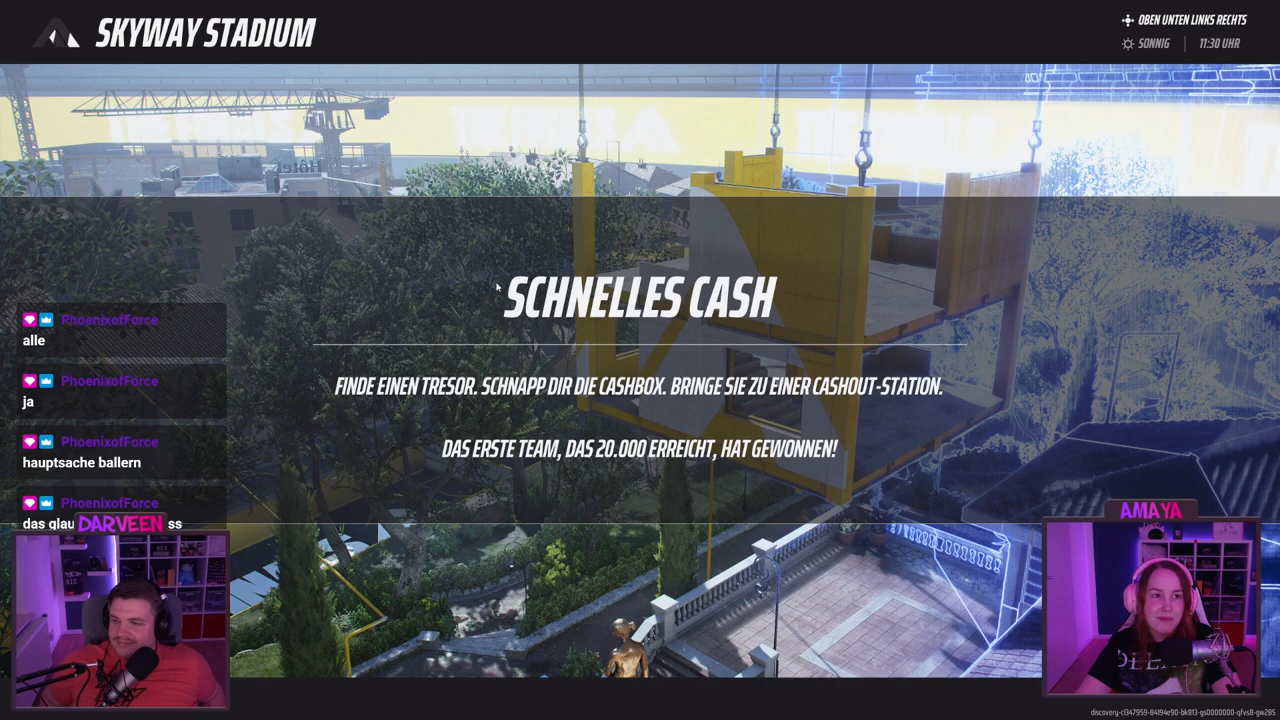 SKYWAY STADIUM
OBEN UNTEN LINKS RECHTS
SONNIG
11:30 UHR
SCHNELLES CASH
FINDE EINEN TRESOR. SCHNAPP DIR DIE CASHBOX. BRINGE SIE ZU EINER CASHOUT-STATION.
DAS ERSTE TEAM, DAS 20.000 ERREICHT, HAT GEWONNEN!
PhoenixofForce
alle
PhoenixofForce
ja
PhoenixofForce
hauptsache ballern
PhoenixofForce
das glau ss
DARVEEN
AMAYA